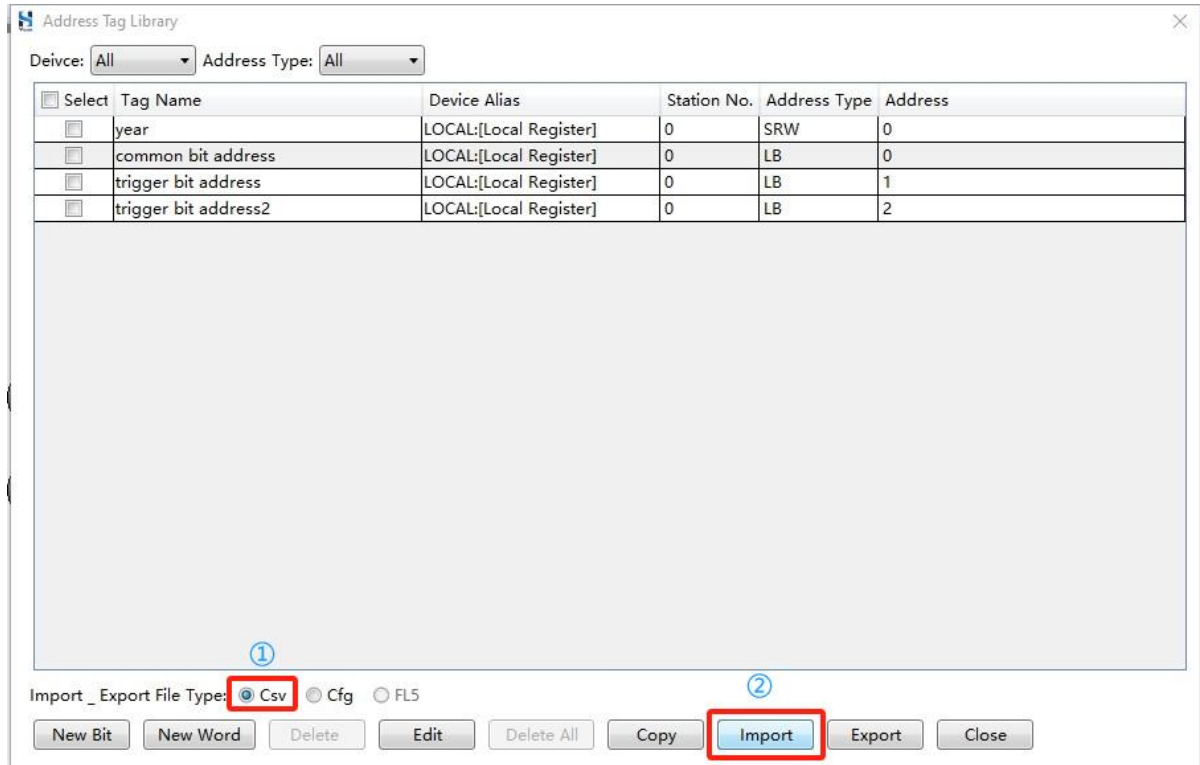 Address Tag Library
Deivce: All Address Type: All
Select Tag Name Device Alias Station No. Address Type Address
year LOCAL:[Local Register] 0 SRW 0
common bit address LOCAL:[Local Register] 0 LB 0
trigger bit address LOCAL:[Local Register] 0 LB 1
trigger bit address2 LOCAL:[Local Register] 0 LB 2
①
Import _ Export File Type: Csv Cfg FL5
②
New Bit New Word Delete Edit Delete All Copy Import Export Close